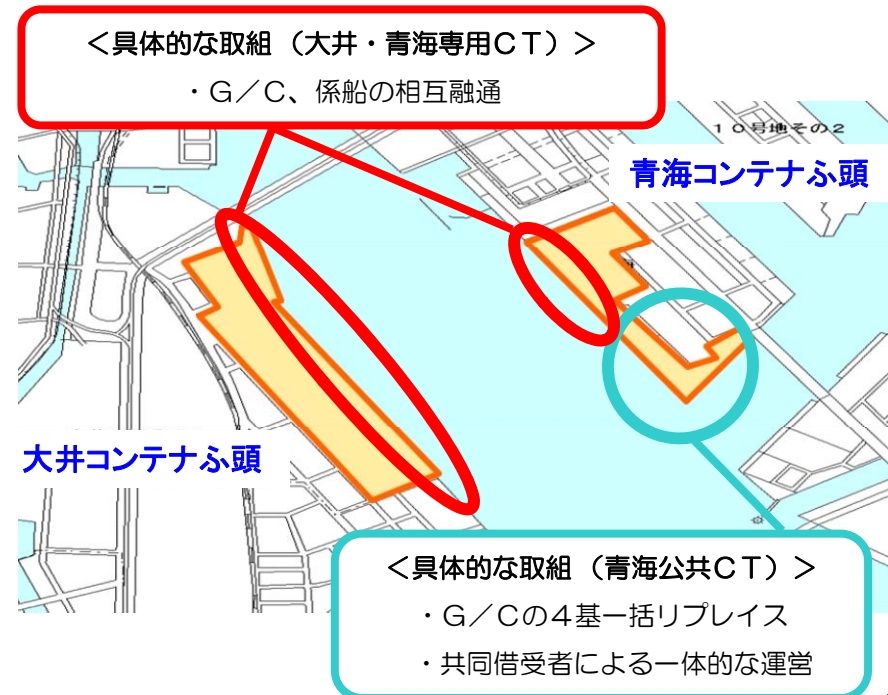 ＜具体的な取組（大井・青海専用ＣＴ）＞
・Ｇ／Ｃ、係船の相互融通
１０号地その２
青海コンテナふ頭
大井コンテナふ頭
＜具体的な取組（青海公共ＣＴ）＞
・Ｇ／Ｃの４基一括リプレイス
・共同借受者による一体的な運営